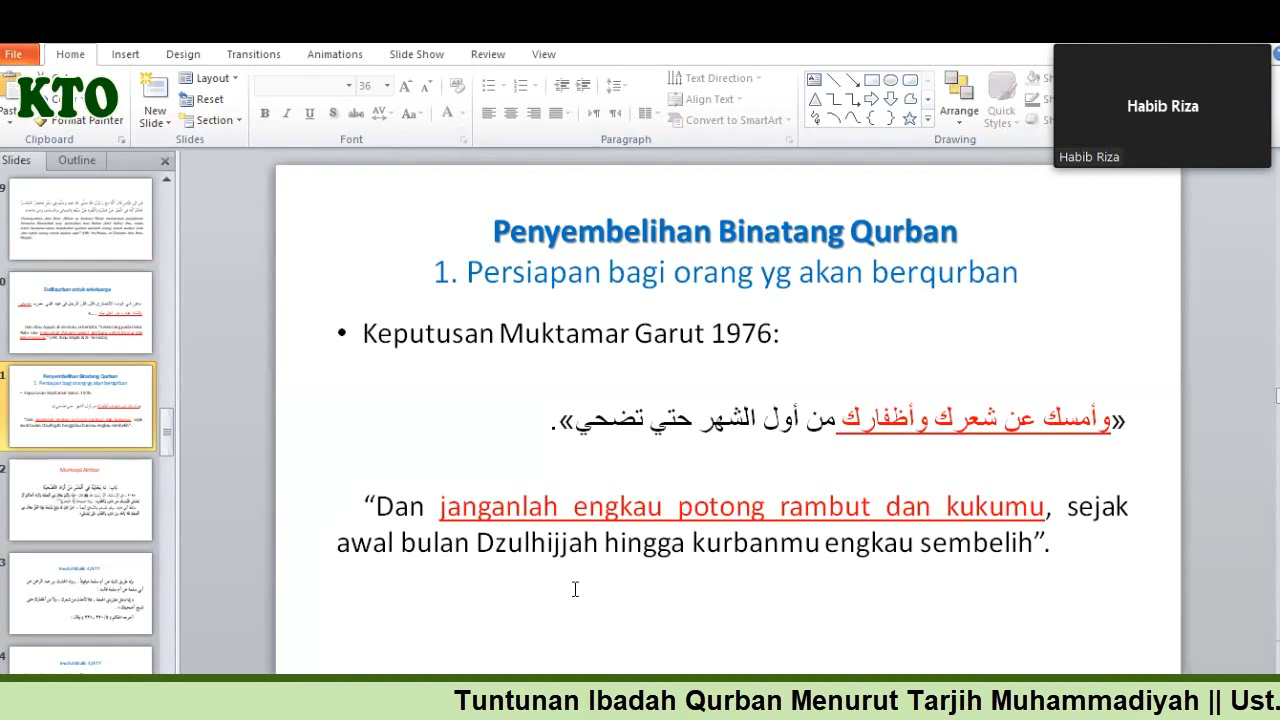 File Home Insert Design Transitions Animations Slide Show Review View
Layout
Reset
Section
New
Slide
36
Text Direction
Align Text
Convert to SmartArt
Arrange
Quick
Styles
KTO
Format Painter
Clipboard Slides Font Paragraph Drawing
Habib Riza
Habib Riza
Slides Outline
Penyembelihan Binatang Qurban
1. Persiapan bagi orang yg akan berqurban
• Keputusan Muktamar Garut 1976:
«وأمسك عن شعرك وأظفارك من أول الشهر حتي تضحي».
“Dan janganlah engkau potong rambut dan kukumu, sejak
awal bulan Dzulhijjah hingga kurbanmu engkau sembelih”.
Tuntunan Ibadah Qurban Menurut Tarjih Muhammadiyah || Ust.